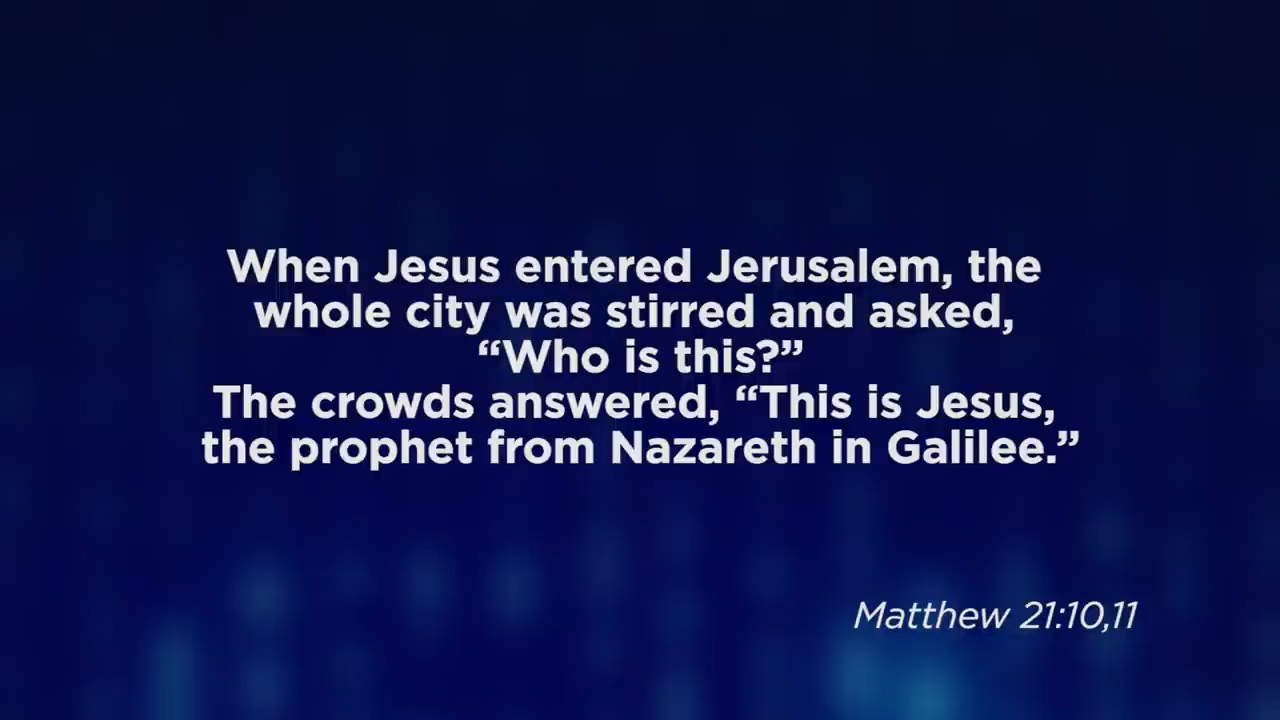 When Jesus entered Jerusalem, the
whole city was stirred and asked,
“Who is this?”
The crowds answered, “This is Jesus,
the prophet from Nazareth in Galilee.”
Matthew 21:10,11